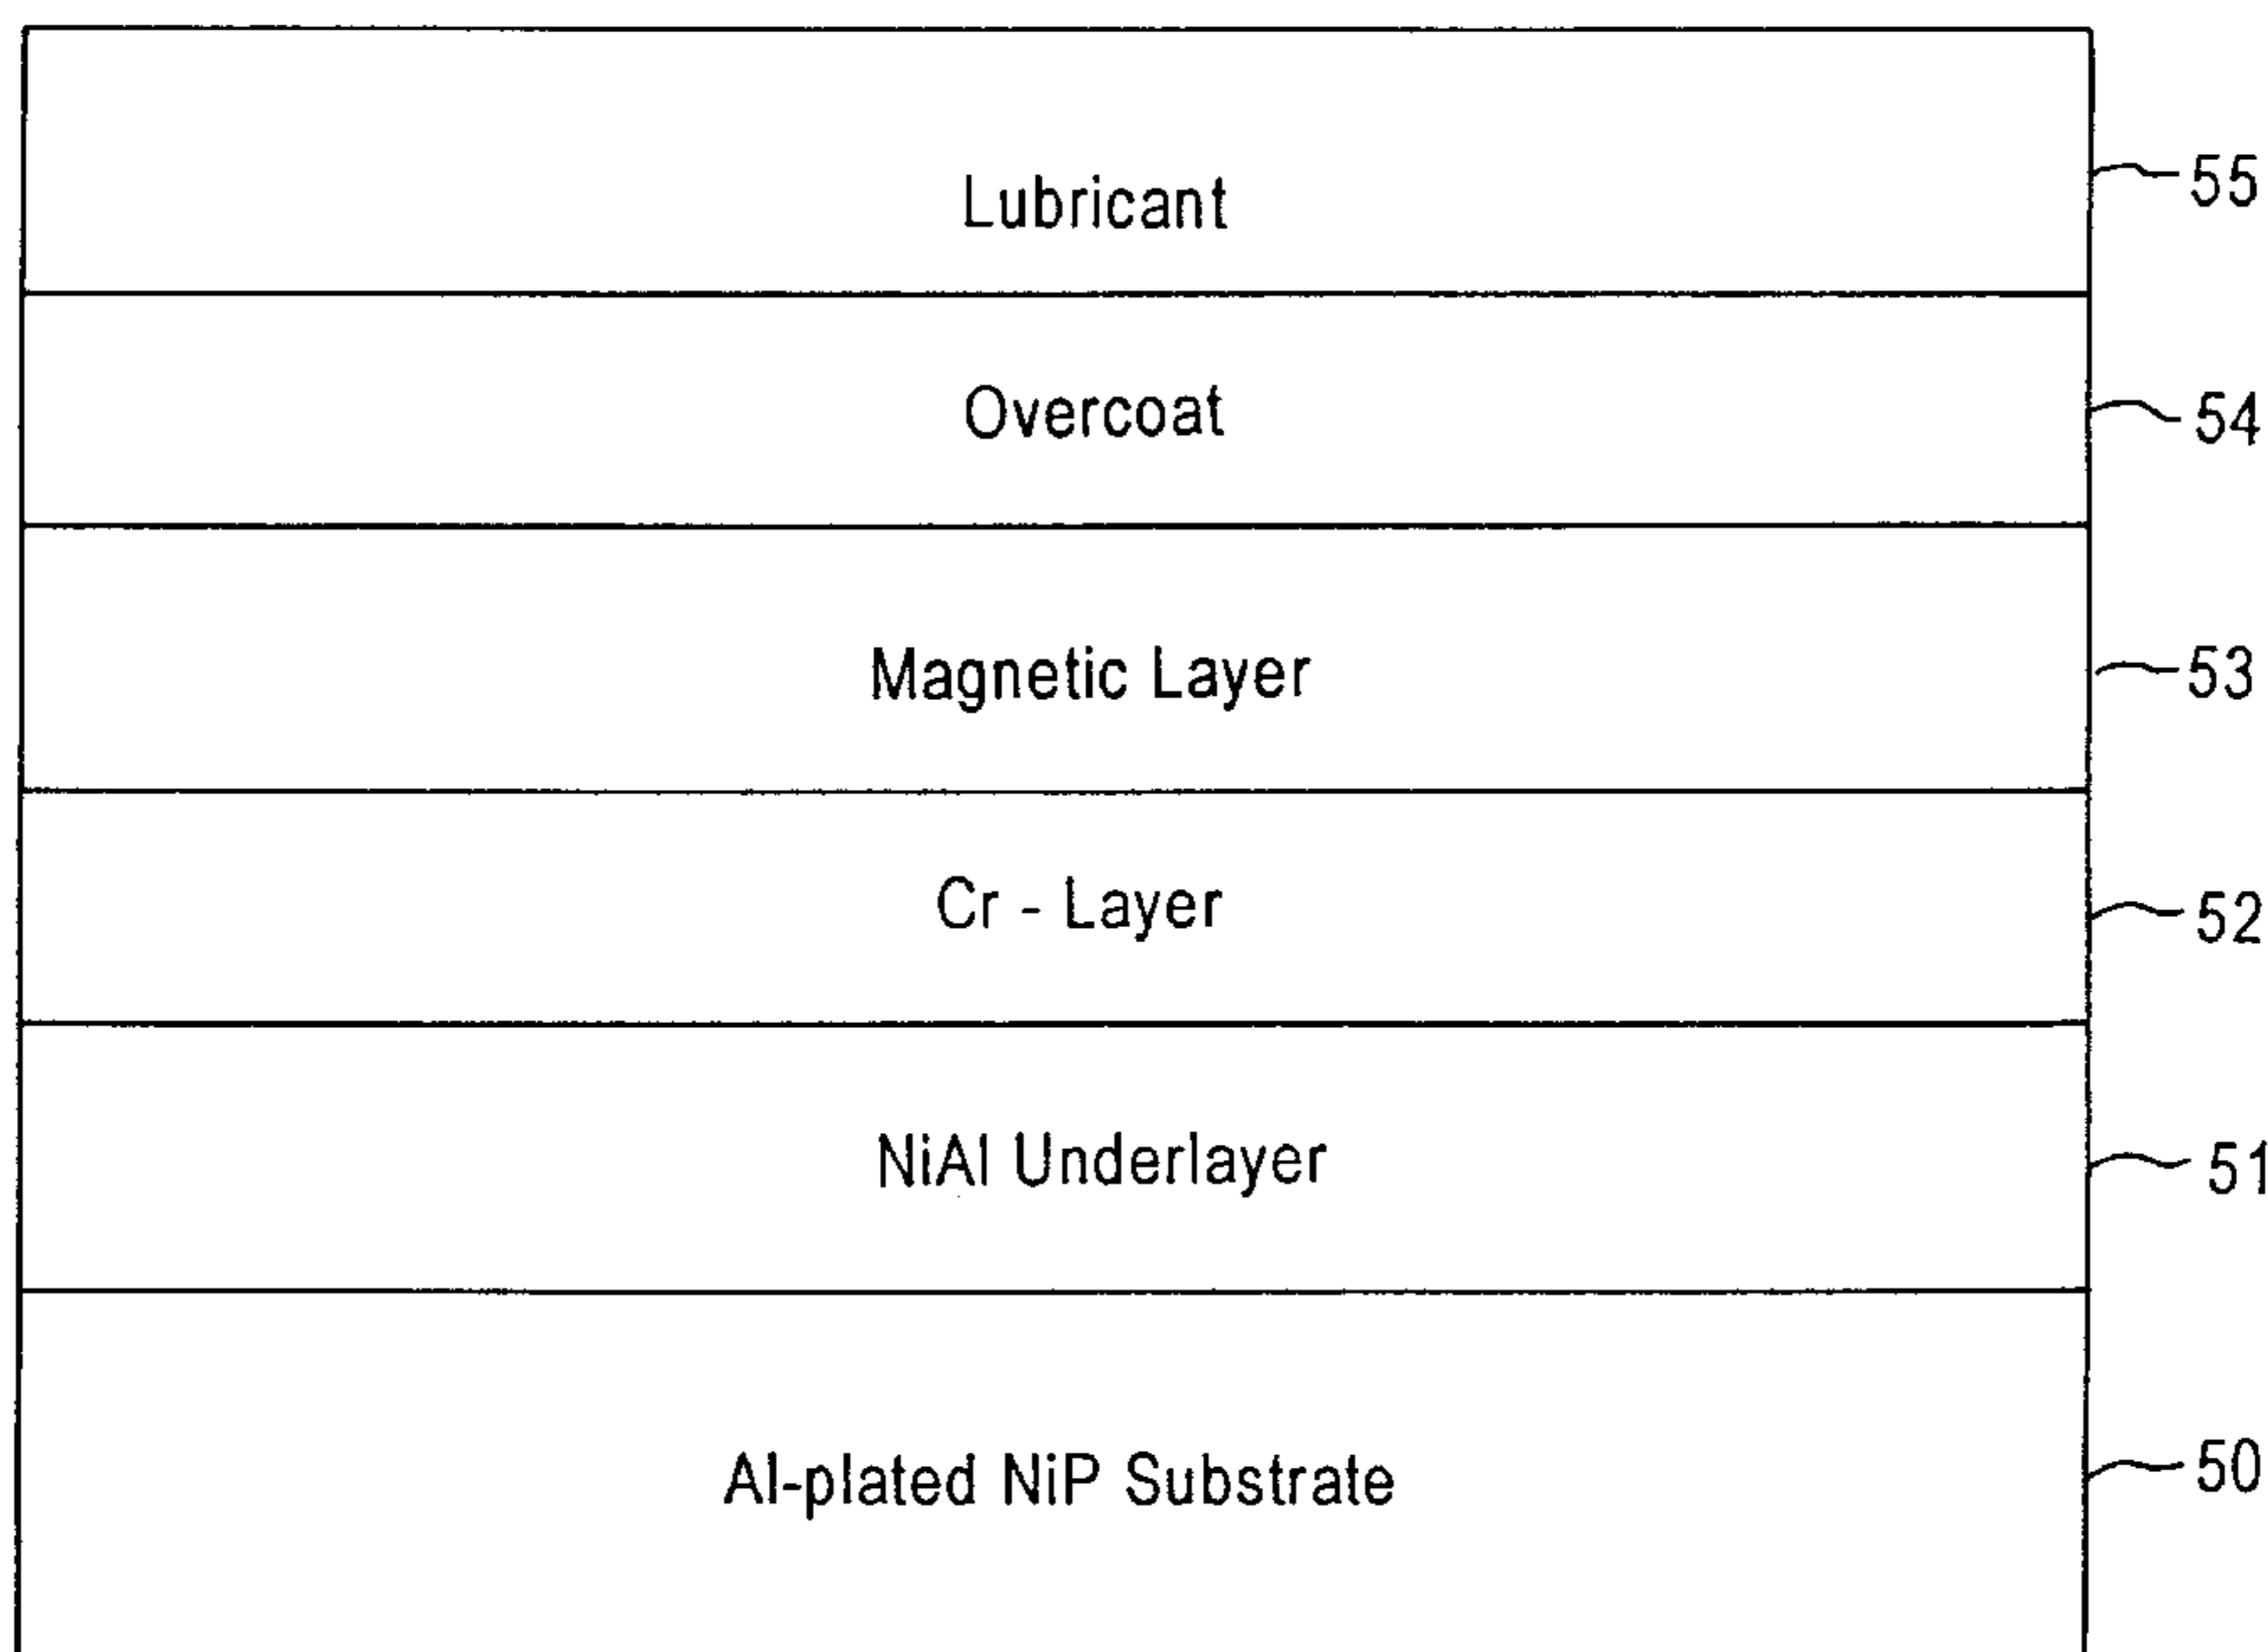 Lubricant 55
Overcoat 54
Magnetic Layer 53
Cr - Layer 52
NiAl Underlayer 51
Al-plated NiP Substrate 50